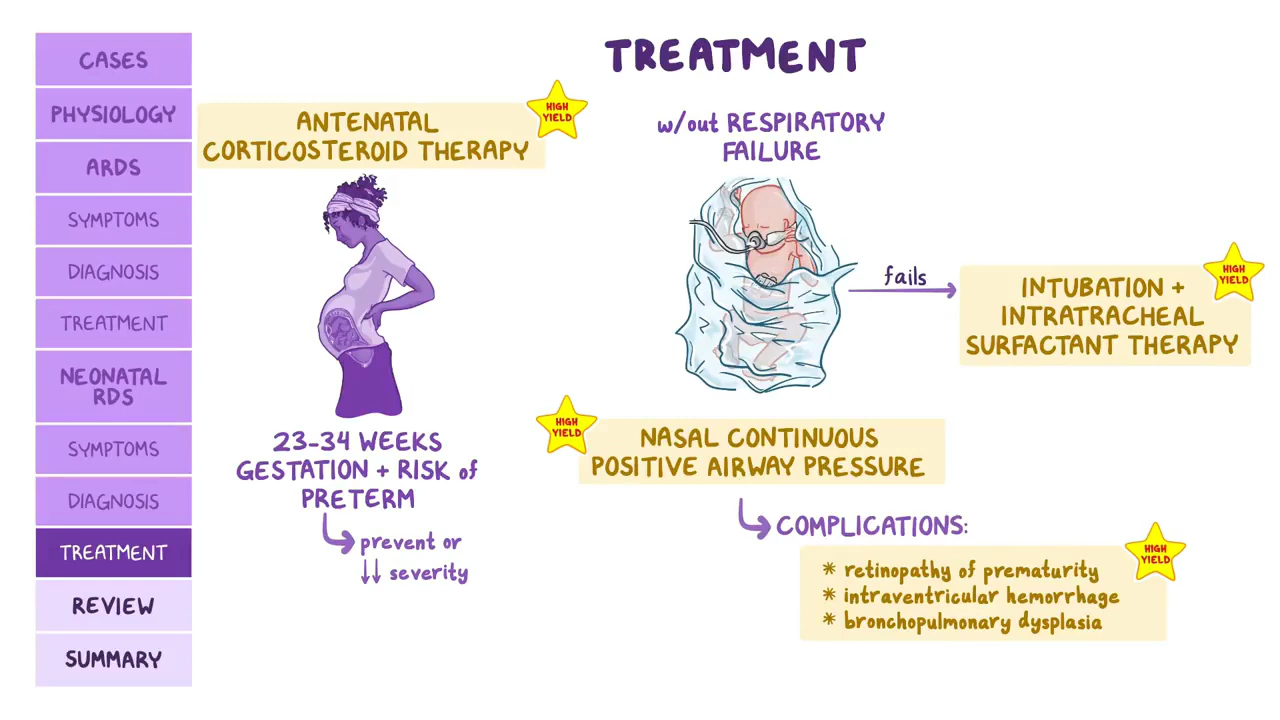 CASES
PHYSIOLOGY
ARDS
SYMPTOMS
DIAGNOSIS
TREATMENT
NEONATAL
RDS
SYMPTOMS
DIAGNOSIS
TREATMENT
REVIEW
SUMMARY
TREATMENT
ANTENATAL
CORTICOSTEROID THERAPY
HIGH
YIELD
23-34 WEEKS
GESTATION + RISK of
PRETERM
prevent or
↓↓ severity
w/out RESPIRATORY
FAILURE
fails
INTUBATION +
INTRATRACHEAL
SURFACTANT THERAPY
HIGH
YIELD
HIGH
YIELD
NASAL CONTINUOUS
POSITIVE AIRWAY PRESSURE
COMPLICATIONS:
HIGH
YIELD
* retinopathy of prematurity
* intraventricular hemorrhage
* bronchopulmonary dysplasia